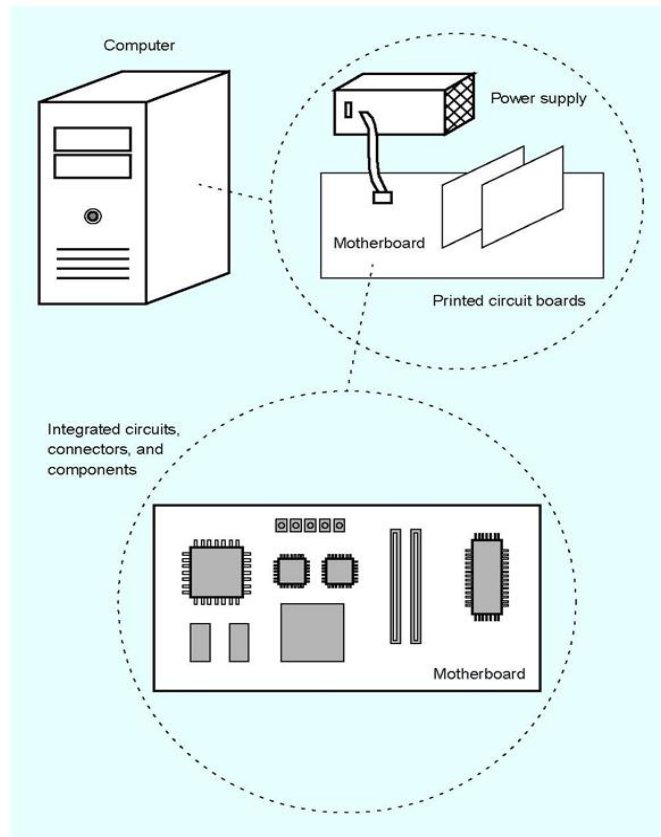 Computer
Power supply
Motherboard
Printed circuit boards
Integrated circuits,
connectors, and
components
Motherboard